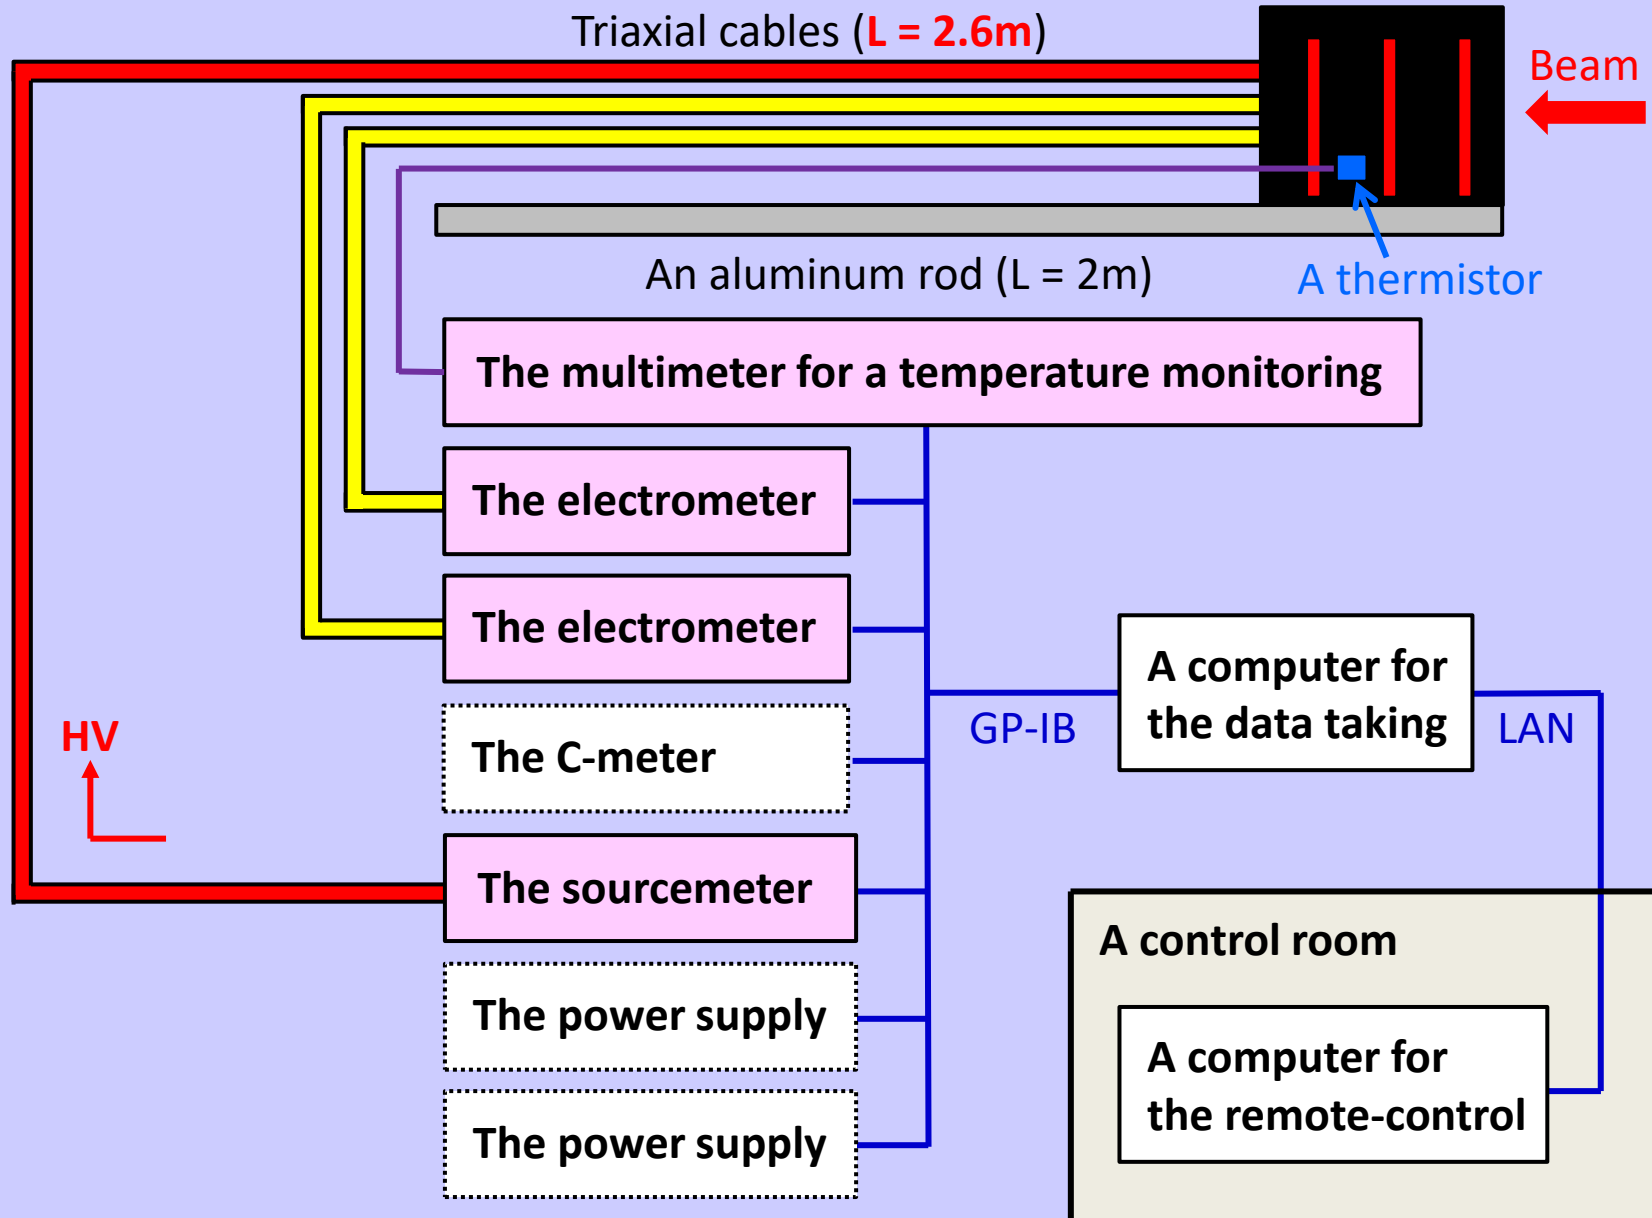 Triaxial cables (L = 2.6m)
Beam
An aluminum rod (L = 2m)
A thermistor
The multimeter for a temperature monitoring
The electrometer
The electrometer
A computer for
the data taking
GP-IB
LAN
HV
The C-meter
The sourcemeter
A control room
The power supply
A computer for
the remote-control
The power supply